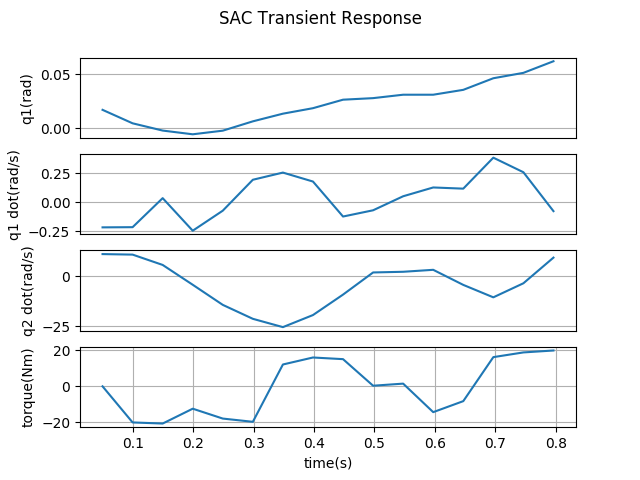 SAC Transient Response
q1(rad)
0.05
0.00
q1 dot(rad/s)
0.25
0.00
−0.25
q2 dot(rad/s)
0
−25
torque(Nm)
20
0
−20
0.1 0.2 0.3 0.4 0.5 0.6 0.7 0.8
time(s)